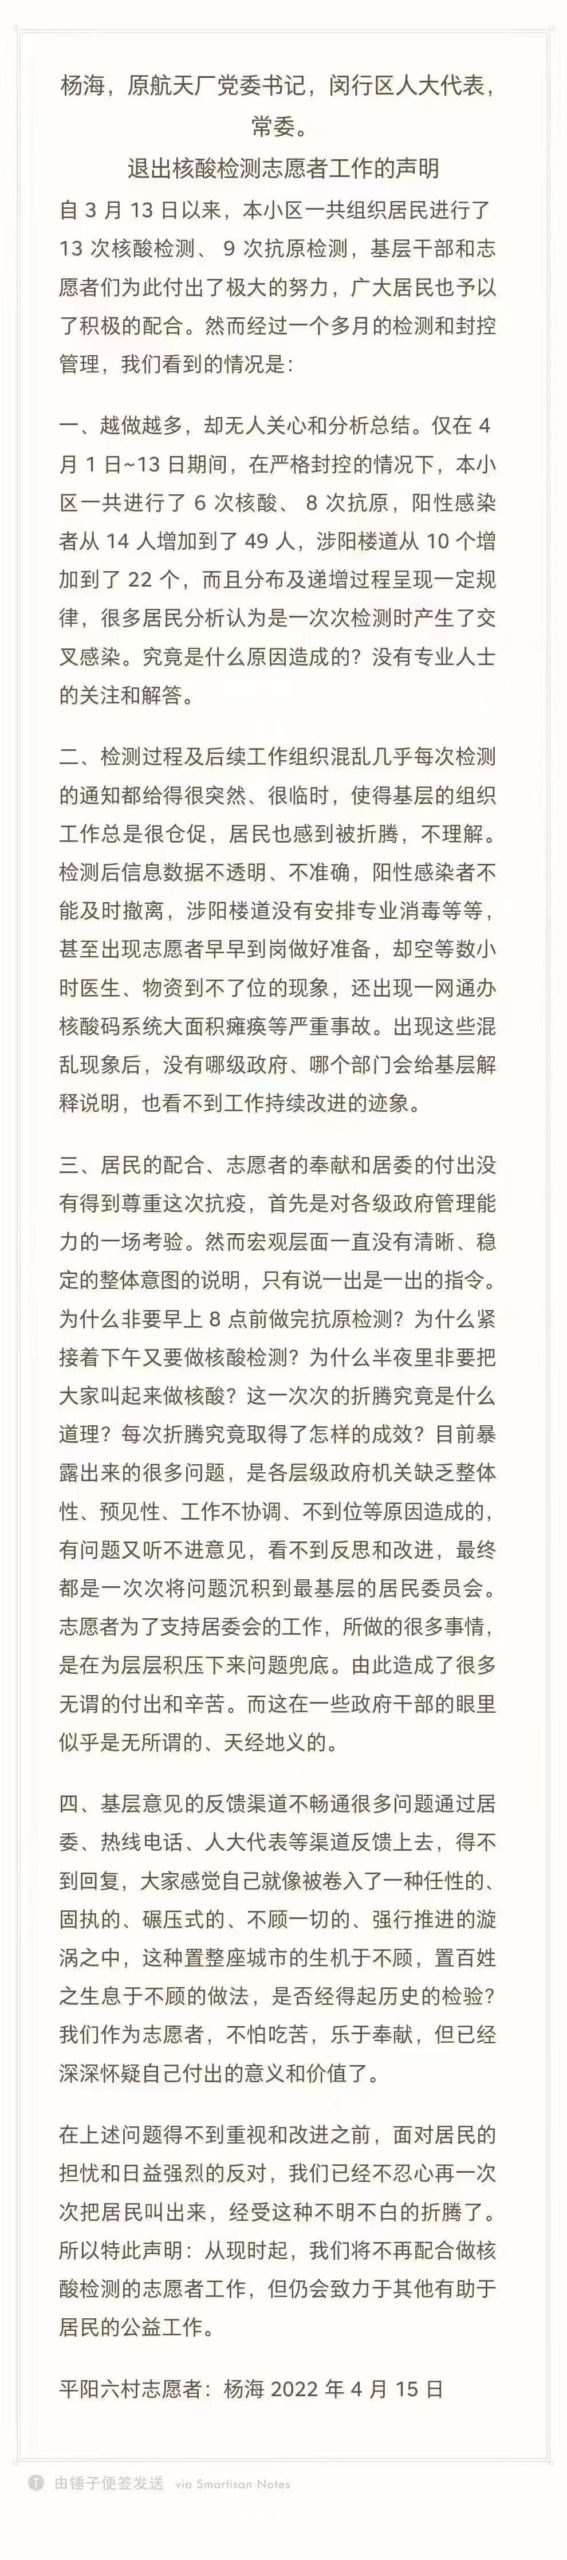 杨海，原航天厂党委书记，闵行区人大代表，
常委。
退出核酸检测志愿者工作的声明
自 3 月 13 日以来，本小区一共组织居民进行了
13 次核酸检测、 9 次抗原检测，基层干部和志
愿者们为此付出了极大的努力，广大居民也予以
了积极的配合。然而经过一个多月的检测和封控
管理，我们看到的情况是：
一、越做越多，却无人关心和分析总结。仅在 4
月 1 日~13 日期间，在严格封控的情况下，本小
区一共进行了 6 次核酸、 8 次抗原，阳性感染
者从 14 人增加到了 49 人，涉阳楼道从 10 个增
加到了 22 个，而且分布及递增过程呈现一定规
律，很多居民分析认为是一次次检测时产生了交
叉感染。究竟是什么原因造成的？没有专业人士
的关注和解答。
二、检测过程及后续工作组织混乱几乎每次检测
的通知都给得很突然、很临时，使得基层的组织
工作总是很仓促，居民也感到被折腾，不理解。
检测后信息数据不透明、不准确，阳性感染者不
能及时撤离，涉阳楼道没有安排专业消毒等等，
甚至出现志愿者早早到岗做好准备，却空等数小
时医生、物资到不了位的现象，还出现一网通办
核酸码系统大面积瘫痪等严重事故。出现这些混
乱现象后，没有哪级政府、哪个部门会给基层解
释说明，也看不到工作持续改进的迹象。
三、居民的配合、志愿者的奉献和居委的付出没
有得到尊重这次抗疫，首先是对各级政府管理能
力的一场考验。然而宏观层面一直没有清晰、稳
定的整体意图的说明，只有说一出是一出的指令。
为什么非要早上 8 点前做完抗原检测？为什么紧
接着下午又要做核酸检测？为什么半夜里非要把
大家叫起来做核酸？这一次次的折腾究竟是什么
道理？每次折腾究竟取得了怎样的成效？目前暴
露出来的很多问题，是各层级政府机关缺乏整体
性、预见性、工作不协调、不到位等原因造成的，
有问题又听不进意见，看不到反思和改进，最终
都是一次次将问题沉积到最基层的居民委员会。
志愿者为了支持居委会的工作，所做的很多事情，
是在为层层积压下来问题兜底。由此造成了很多
无谓的付出和辛苦。而这在一些政府干部的眼里
似乎是无所谓的、天经地义的。
四、基层意见的反馈渠道不畅通很多问题通过居
委、热线电话、人大代表等渠道反馈上去，得不
到回复，大家感觉自己就像被卷入了一种任性的、
固执的、碾压式的、不顾一切的、强行推进的漩
涡之中，这种置整座城市的生机于不顾，置百姓
之生息于不顾的做法，是否经得起历史的检验？
我们作为志愿者，不怕吃苦，乐于奉献，但已经
深深怀疑自己付出的意义和价值了。
在上述问题得不到重视和改进之前，面对居民的
担忧和日益强烈的反对，我们已经不忍心再一次
次把居民叫出来，经受这种不明不白的折腾了。
所以特此声明：从现时起，我们将不再配合做核
酸检测的志愿者工作，但仍会致力于其他有助于
居民的公益工作。
平阳六村志愿者：杨海 2022 年 4 月 15 日
由锤子便签发送 via Smartisan Notes